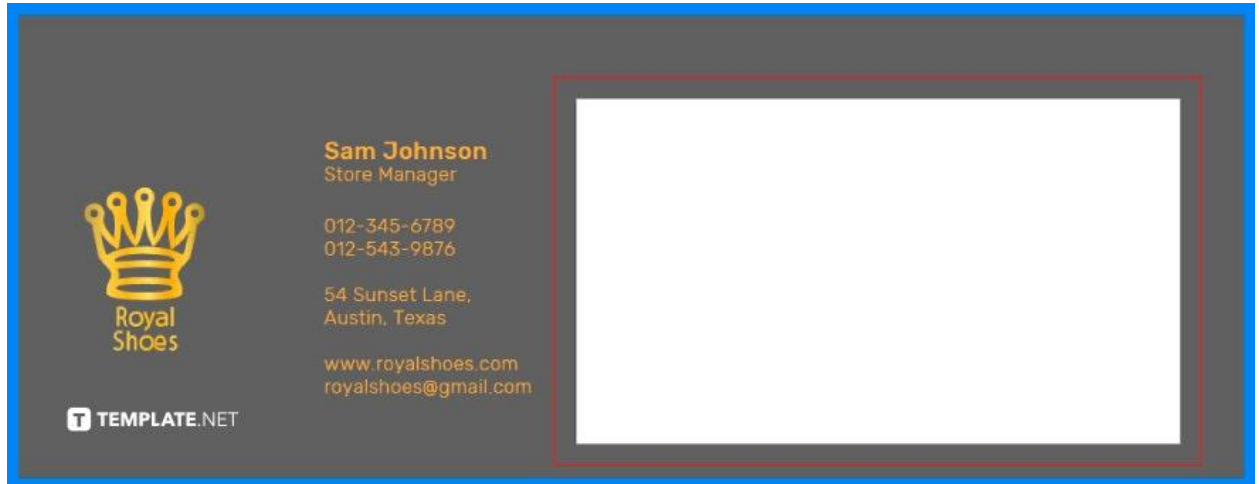 Royal
Shoes
TEMPLATE.NET
Sam Johnson
Store Manager
012-345-6789
012-543-9876
54 Sunset Lane,
Austin, Texas
www.royalshoes.com
royalshoes@gmail.com